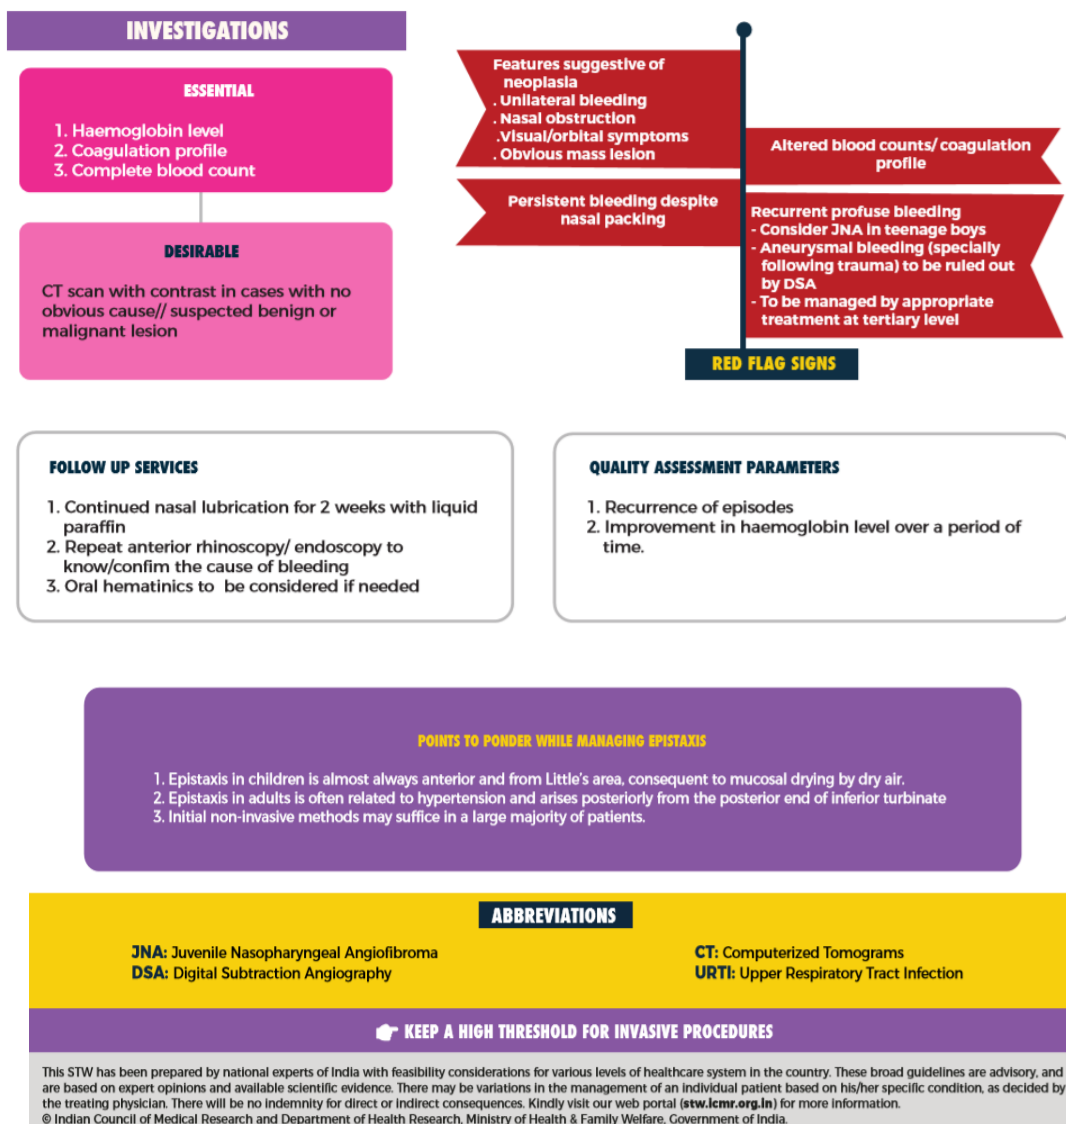 INVESTIGATIONS
ESSENTIAL
1. Haemoglobin level
2. Coagulation profile
3. Complete blood count
DESIRABLE
CT scan with contrast in cases with no
obvious cause// suspected benign or
malignant lesion
Features suggestive of
neoplasia
. Unilateral bleeding
. Nasal obstruction
.Visual/orbital symptoms
. Obvious mass lesion
Altered blood counts/ coagulation
profile
Persistent bleeding despite
nasal packing
Recurrent profuse bleeding
- Consider JNA in teenage boys
- Aneurysmal bleeding (specially
following trauma) to be ruled out
by DSA
- To be managed by appropriate
treatment at tertiary level
RED FLAG SIGNS
FOLLOW UP SERVICES
1. Continued nasal lubrication for 2 weeks with liquid
paraffin
2. Repeat anterior rhinoscopy/ endoscopy to
know/confim the cause of bleeding
3. Oral hematinics to be considered if needed
QUALITY ASSESSMENT PARAMETERS
1. Recurrence of episodes
2. Improvement in haemoglobin level over a period of
time.
POINTS TO PONDER WHILE MANAGING EPISTAXIS
1. Epistaxis in children is almost always anterior and from Little's area, consequent to mucosal drying by dry air.
2. Epistaxis in adults is often related to hypertension and arises posteriorly from the posterior end of inferior turbinate
3. Initial non-invasive methods may suffice in a large majority of patients.
ABBREVIATIONS
JNA: Juvenile Nasopharyngeal Angiofibroma
DSA: Digital Subtraction Angiography
CT: Computerized Tomograms
URTI: Upper Respiratory Tract Infection
KEEP A HIGH THRESHOLD FOR INVASIVE PROCEDURES
This STW has been prepared by national experts of India with feasibility considerations for various levels of healthcare system in the country. These broad guidelines are advisory, and
are based on expert opinions and available scientific evidence. There may be variations in the management of an individual patient based on his/her specific condition, as decided by
the treating physician. There will be no indemnity for direct or indirect consequences. Kindly visit our web portal (stw.icmr.org.in) for more information.
© Indian Council of Medical Research and Department of Health Research, Ministry of Health & Family Welfare, Government of India.